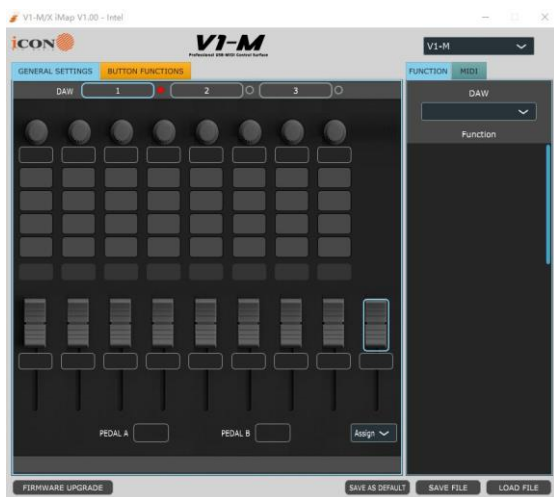 V1-M/X iMap V1.00 - Intel
iCON
V1-M
Professional USB-MIDI Control Surface
V1-M
GENERAL SETTINGS BUTTON FUNCTIONS
FUNCTION MIDI
DAW 1 2 3
DAW
Function
PEDAL A PEDAL B Assign
FIRMWARE UPGRADE SAVE AS DEFAULT SAVE FILE LOAD FILE